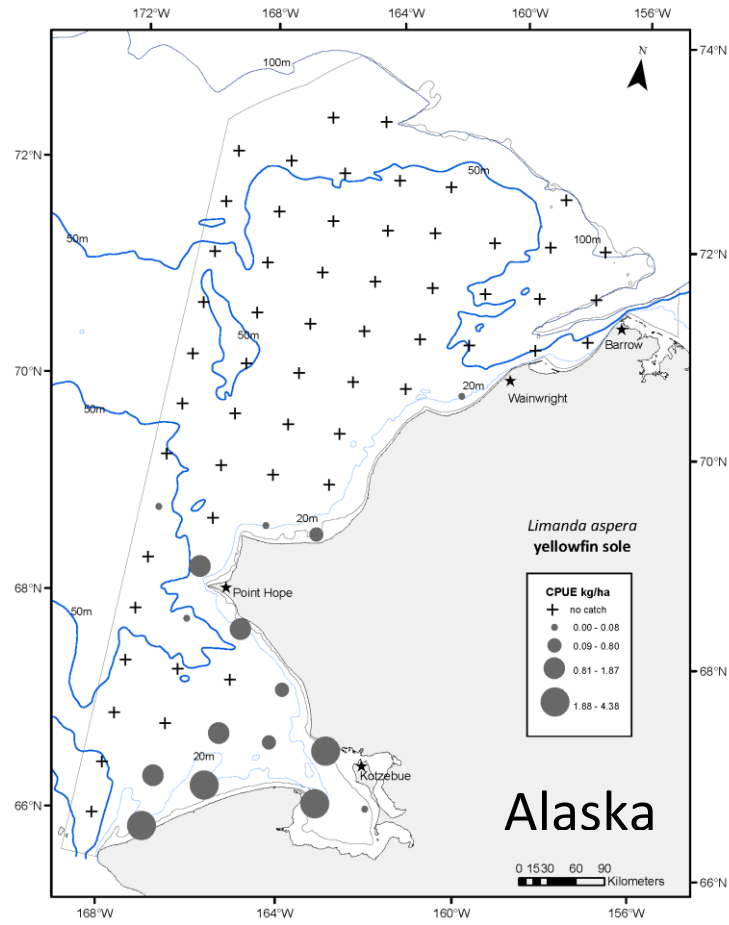 172°W
168°W
164°W
160°W
156°W
74°N
N
100m
72°N
50m
50m
100m
72°N
50m
Barrow
70°N
20m
Wainwright
50m
70°N
20m
Limanda aspera
yellowfin sole
68°N
Point Hope
CPUE kg/ha
no catch
0.00 - 0.08
0.09 - 0.80
0.81 - 1.87
1.88 - 4.38
50m
68°N
20m
Kotzebue
66°N
Alaska
0 15 30 60 90
Kilometers
66°N
168°W
164°W
160°W
156°W